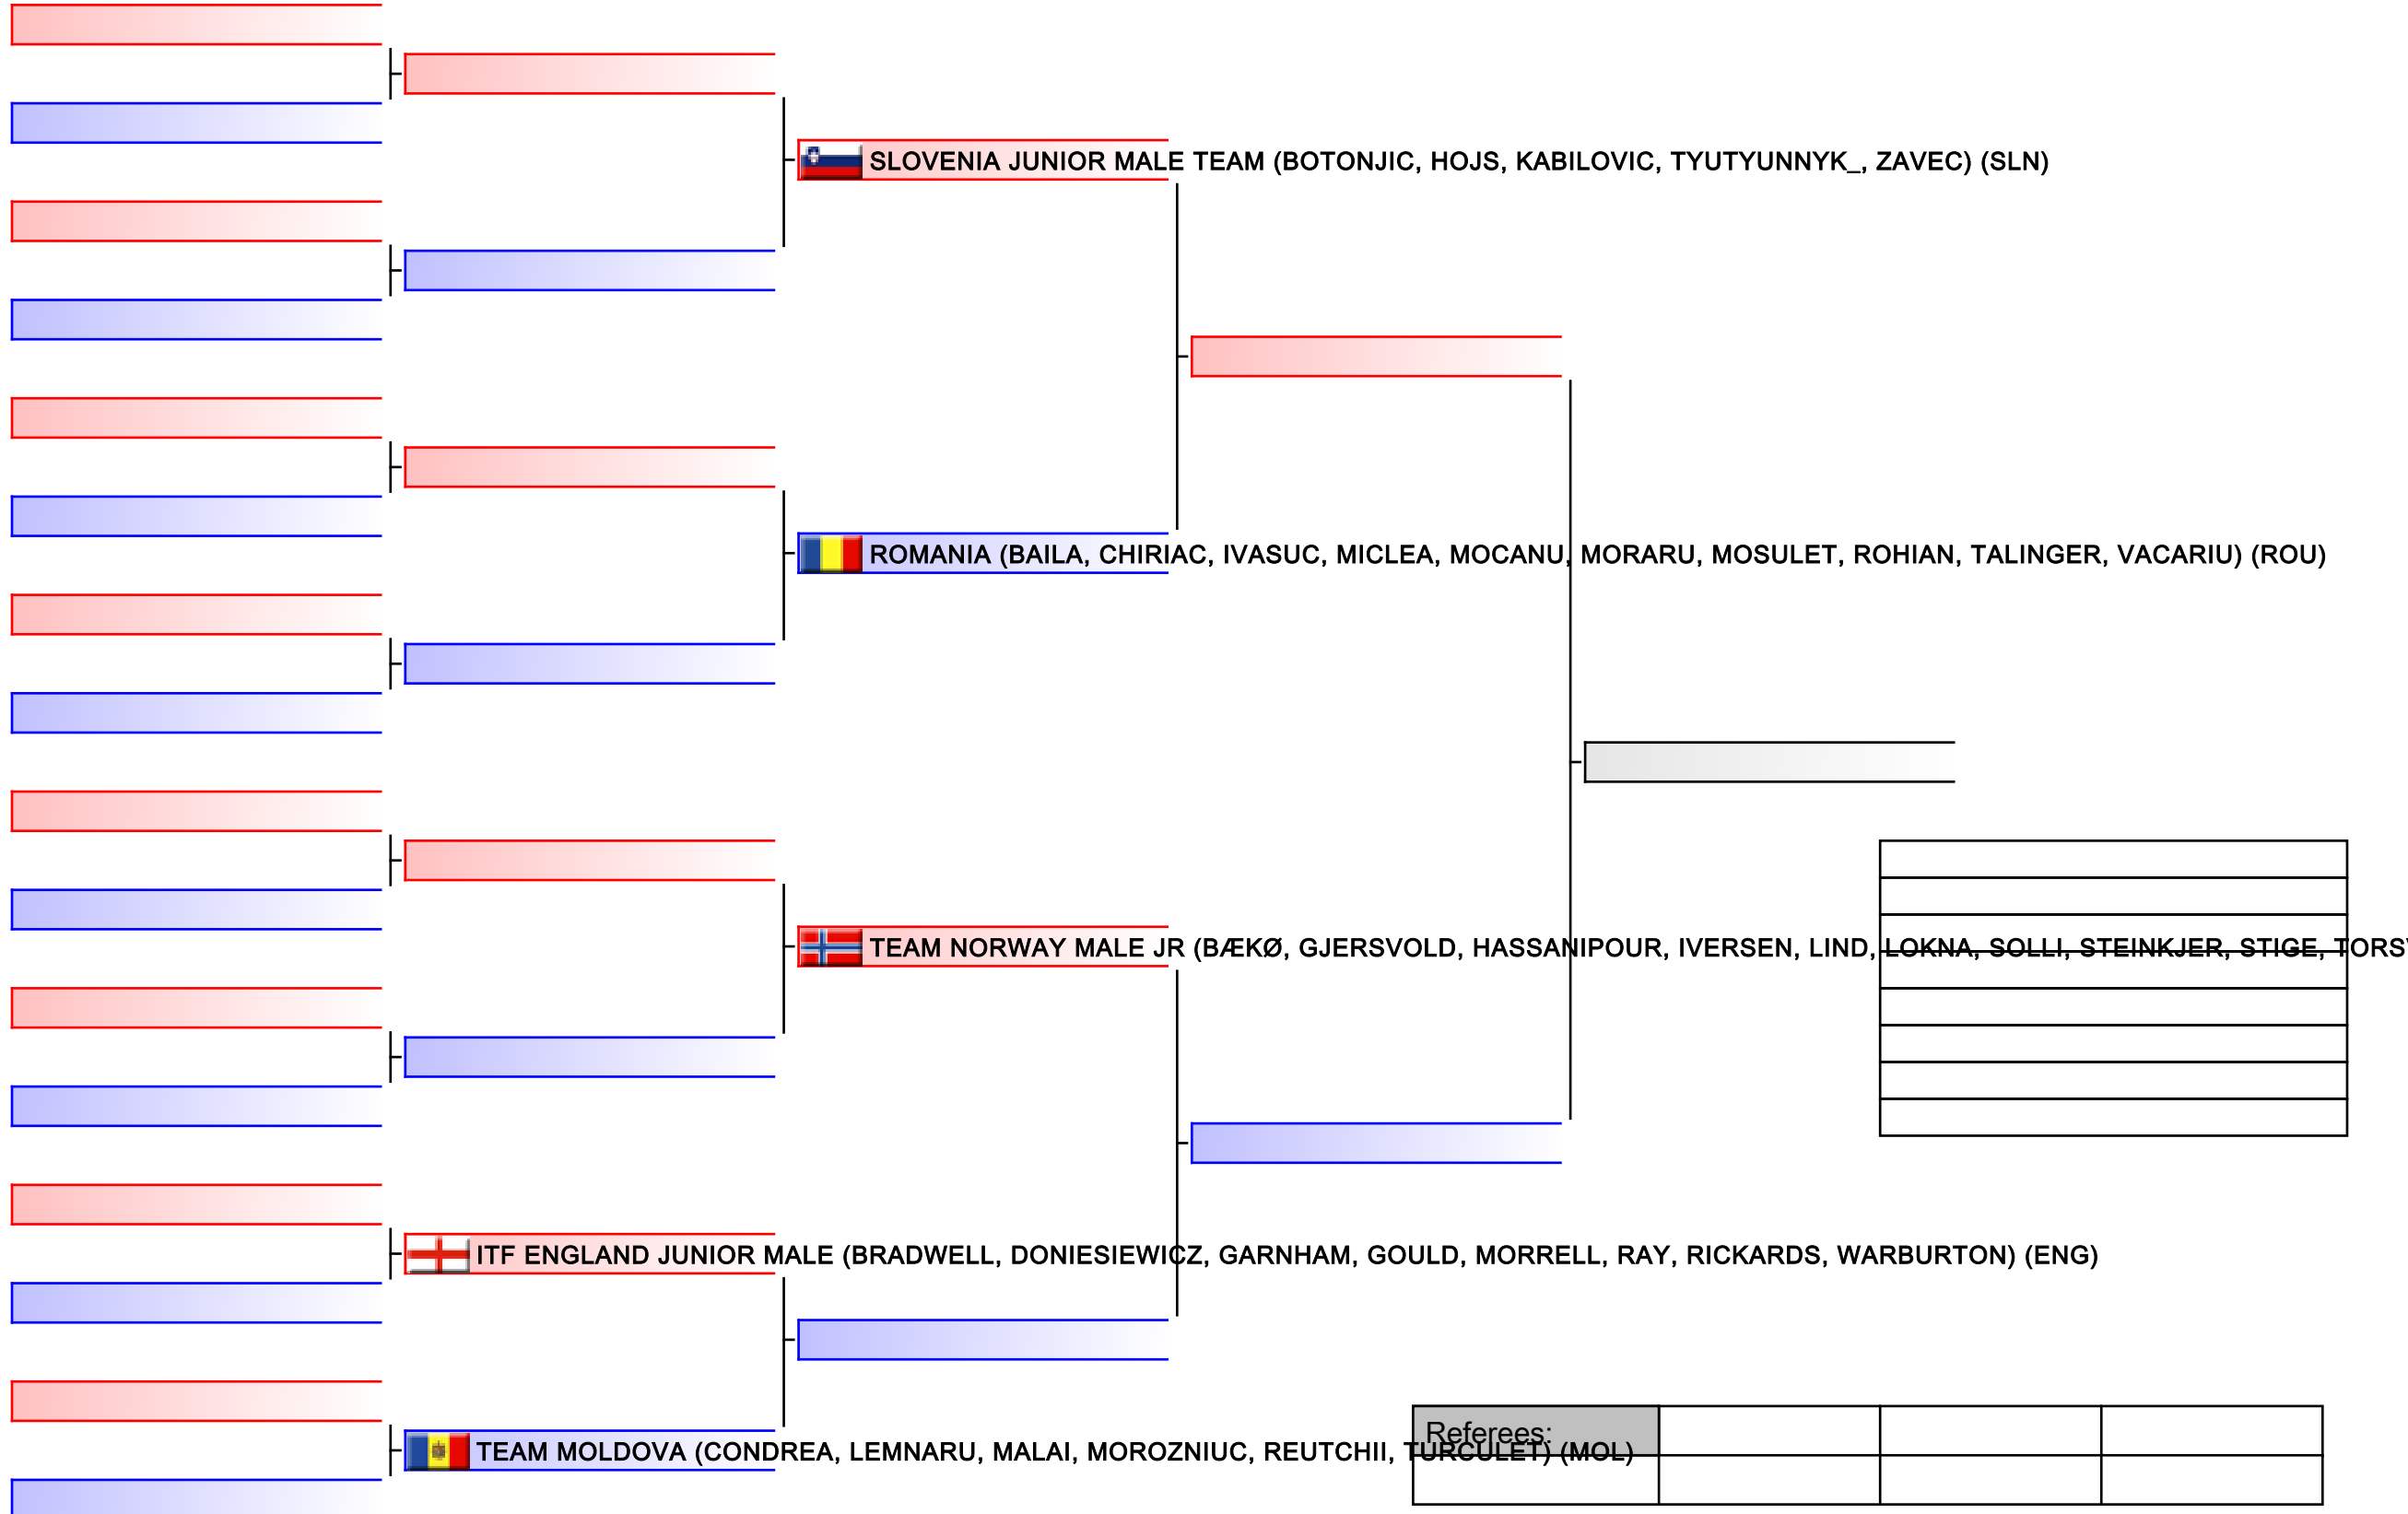 SLOVENIA JUNIOR MALE TEAM (BOTONJIC, HOJS, KABILOVIC, TYUTYUNNYK_, ZAVEC) (SLN)
ROMANIA (BAILA, CHIRIAC, IVASUC, MICLEA, MOCANU, MORARU, MOSULET, ROHIAN, TALINGER, VACARIU) (ROU)
TEAM NORWAY MALE JR (BÆKØ, GJERSVOLD, HASSANIPOUR, IVERSEN, LIND, LOKNA, SOLLI, STEINKJER, STIGE,
ITF ENGLAND JUNIOR MALE (BRADWELL, DONIESIEWICZ, GARNHAM, GOULD, MORRELL, RAY, RICKARDS, WARBURTON) (ENG)
Referees:
TEAM MOLDOVA (CONDREA, LEMNARU, MALAI, MOROZNIUC, REUTCHII, TURCULET) (MOL)